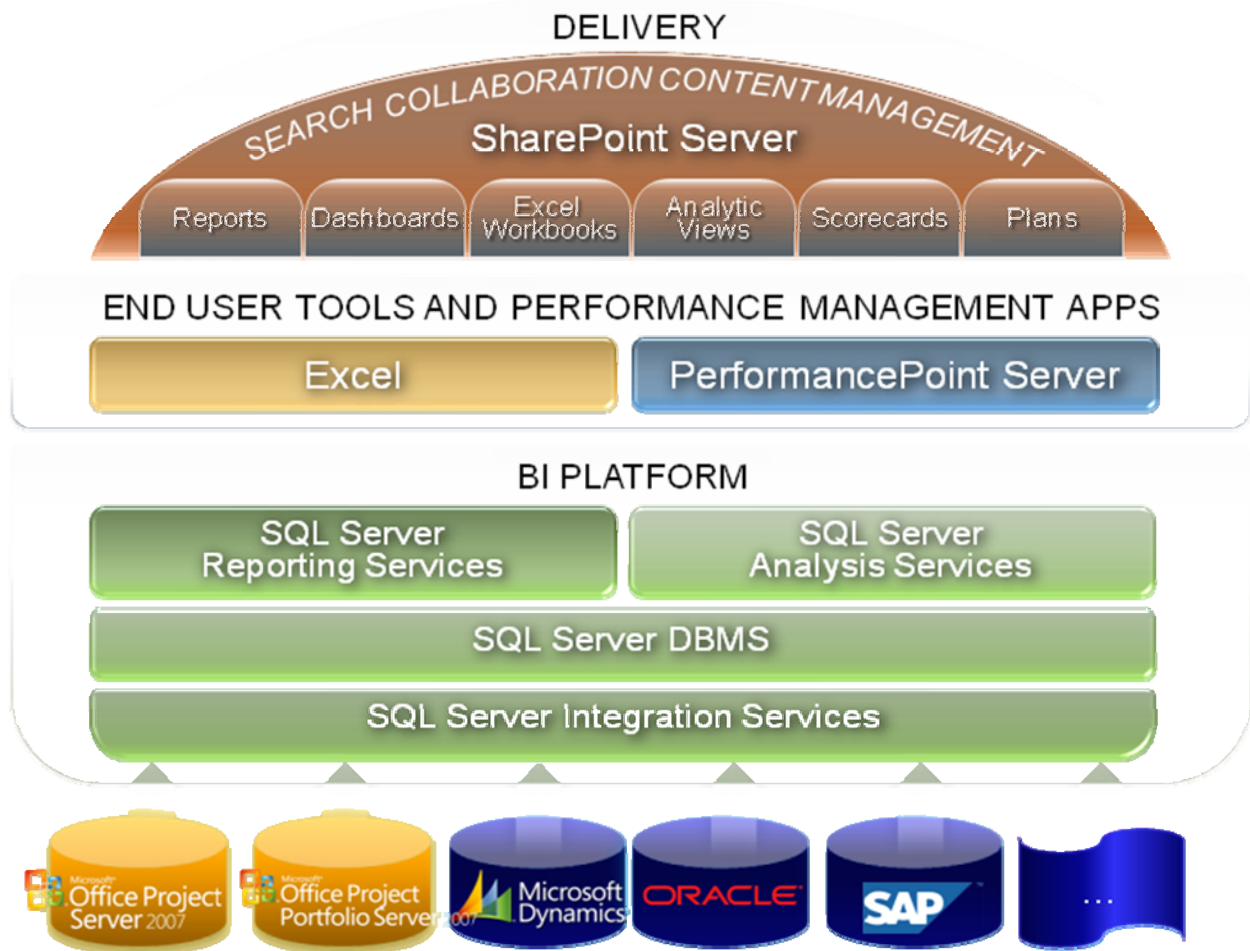 DELIVERY
SEARCH COLLABORATION CONTENT MANAGEMENT
SharePoint Server
Reports
Dashboards
Excel
Workbooks
Analytic
Views
Scorecards
Plans
END USER TOOLS AND PERFORMANCE MANAGEMENT APPS
Excel
PerformancePoint Server
BI PLATFORM
SQL Server
Reporting Services
SQL Server
Analysis Services
SQL Server DBMS
SQL Server Integration Services
Microsoft
Office Project
Server 2007
Microsoft
Office Project
Portfolio Server 2007
Microsoft
Dynamics
ORACLE
SAP
...